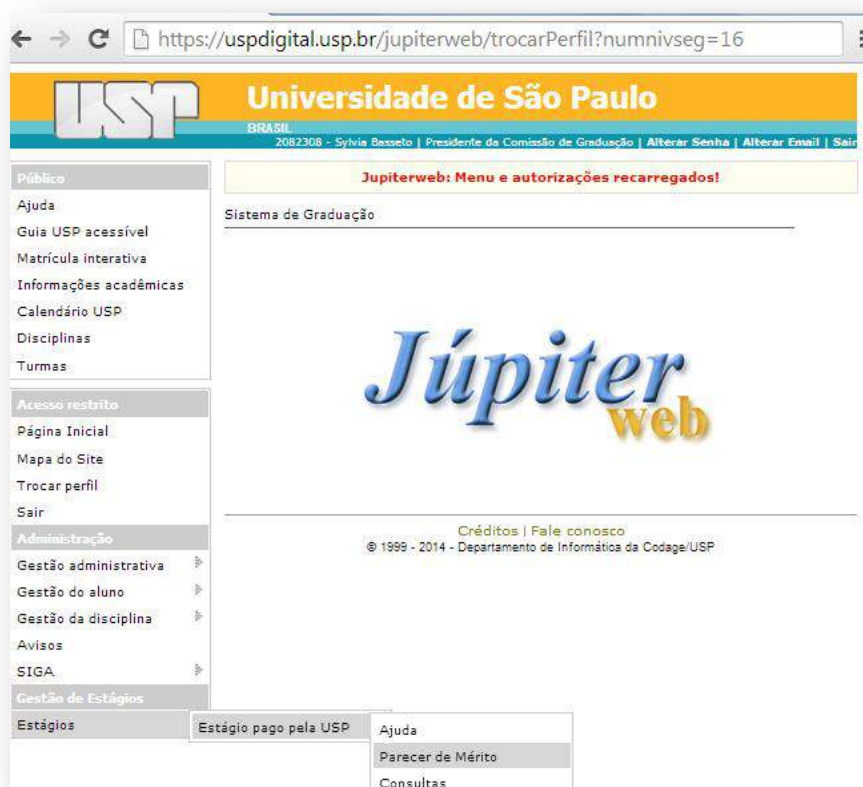 https://uspdigital.usp.br/jupiterweb/trocarPerfil?numnivseg=16
USP
Universidade de São Paulo
BRASIL
2082308 - Sylvia Basseto | Presidente da Comissão de Graduação | Alterar Senha | Alterar Email | Sair
Público
Ajuda
Guia USP acessível
Matrícula interativa
Informações acadêmicas
Calendário USP
Disciplinas
Turmas
Acesso restrito
Página Inicial
Mapa do Site
Trocar perfil
Sair
Administração
Gestão administrativa
Gestão do aluno
Gestão da disciplina
Avisos
SIGA
Gestão de Estágios
Estágios
Estágio pago pela USP
Ajuda
Parecer de Mérito
Consultas
Jupiterweb: Menu e autorizações recarregados!
Sistema de Graduação
Júpiter
web
Créditos | Fale conosco
© 1999 - 2014 - Departamento de Informática da Codage/USP